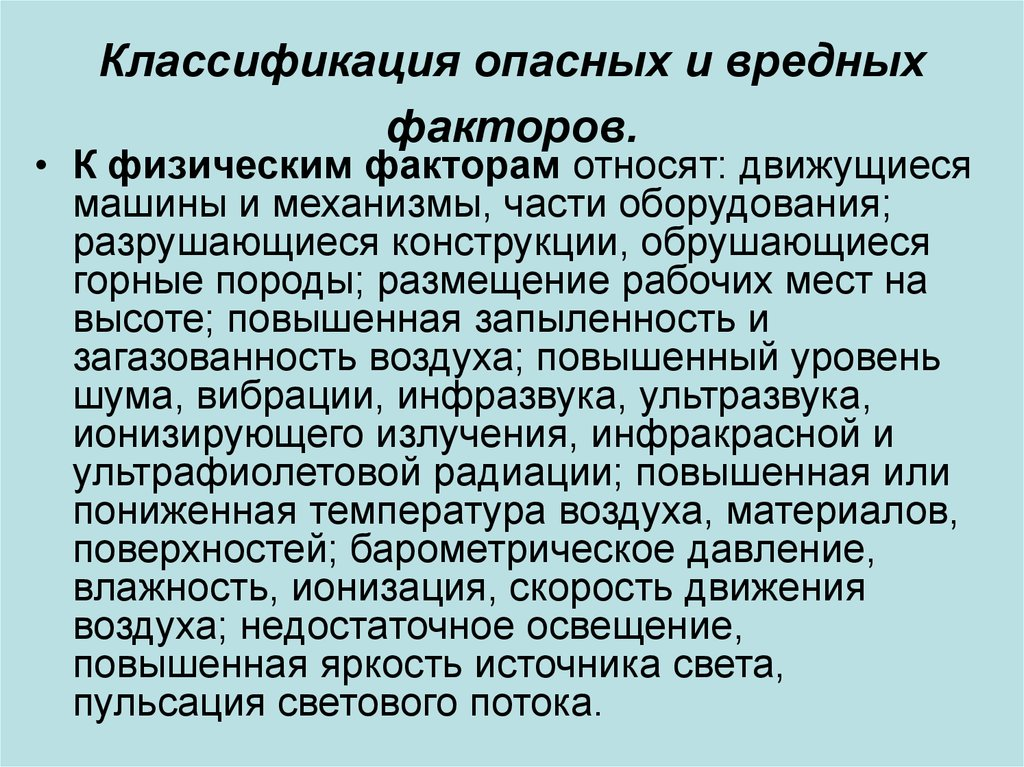 Классификация опасных и вредных
факторов.
• К физическим факторам относят: движущиеся
машины и механизмы, части оборудования;
разрушающиеся конструкции, обрушающиеся
горные породы; размещение рабочих мест на
высоте; повышенная запыленность и
загазованность воздуха; повышенный уровень
шума, вибрации, инфразвука, ультразвука,
ионизирующего излучения, инфракрасной и
ультрафиолетовой радиации; повышенная или
пониженная температура воздуха, материалов,
поверхностей; барометрическое давление,
влажность, ионизация, скорость движения
воздуха; недостаточное освещение,
повышенная яркость источника света,
пульсация светового потока.